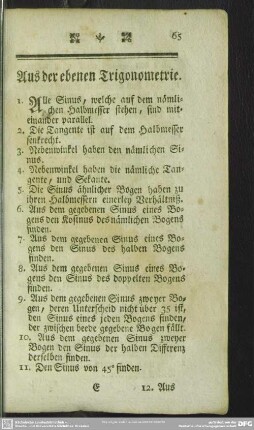 65
Aus der ebenen Trigonometrie.
1. Alle Sinus, welche auf dem nämli-
chen Halbmesser stehen, sind mit-
einander parallel.
2. Die Tangente ist auf dem Halbmesser
senkrecht.
3. Nebenwinkel haben den nämlichen Si-
nus.
4. Nebenwinkel haben die nämliche Tan-
gente, und Sekante.
5. Die Sinus ähnlicher Bogen haben zu
ihren Halbmessern einerley Verhältniß.
6. Aus dem gegebenen Sinus eines Bo-
gens den Kosinus des nämlichen Bogens
finden.
7. Aus dem gegebenen Sinus eines Bo-
gens den Sinus des halben Bogens
finden.
8. Aus dem gegebenen Sinus eines Bo-
gens den Sinus des doppelten Bogens
finden.
9. Aus dem gegebenen Sinus zweyer Bo-
gen, deren Unterscheid nicht über 35 ist,
den Sinus eines jeden Bogens finden,
der zwischen beede gegebene Bogen fällt.
10. Aus dem gegebenen Sinus zweyer
Bogen den Sinus der halben Differenz
derselben finden.
11. Den Sinus von 45° finden.
E 12. Aus
DFG